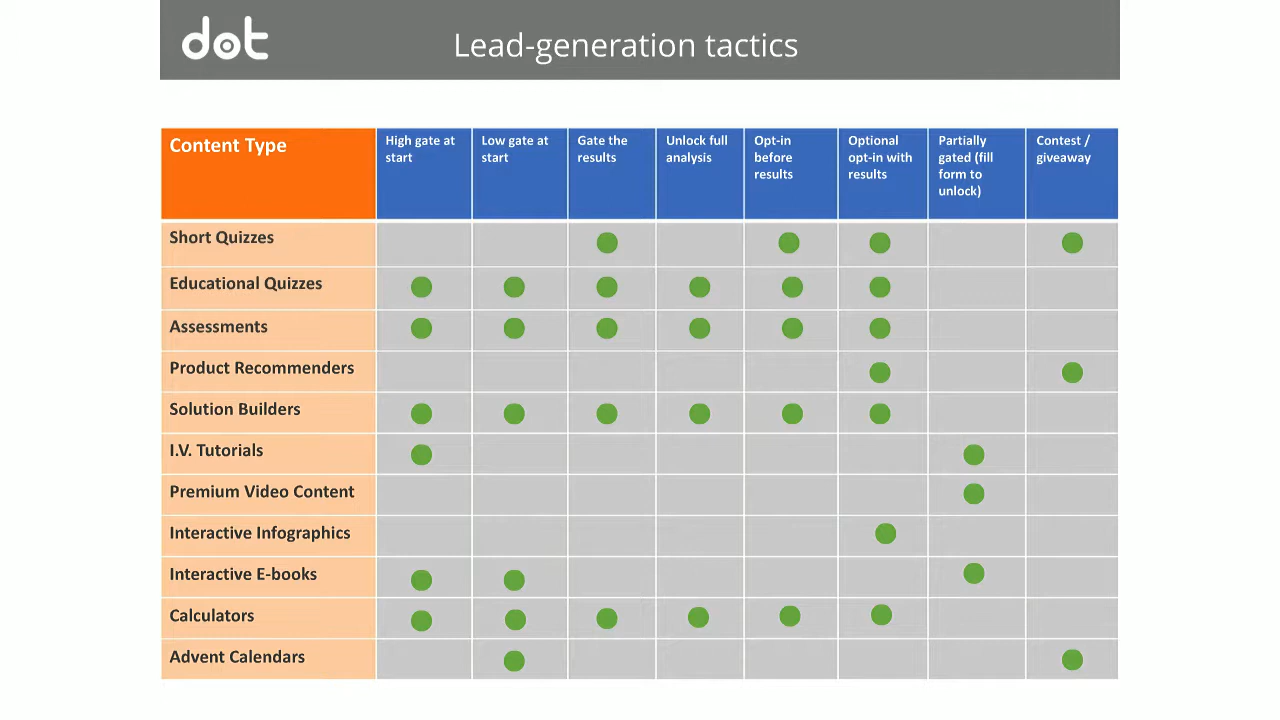 dot
Lead-generation tactics
Content Type
High gate at
start
Low gate at
start
Gate the
results
Unlock full
analysis
Opt-in
before
results
Optional
opt-in with
results
Partially
gated (fill
form to
unlock)
Contest /
giveaway
Short Quizzes
Educational Quizzes
Assessments
Product Recommenders
Solution Builders
I.V. Tutorials
Premium Video Content
Interactive Infographics
Interactive E-books
Calculators
Advent Calendars